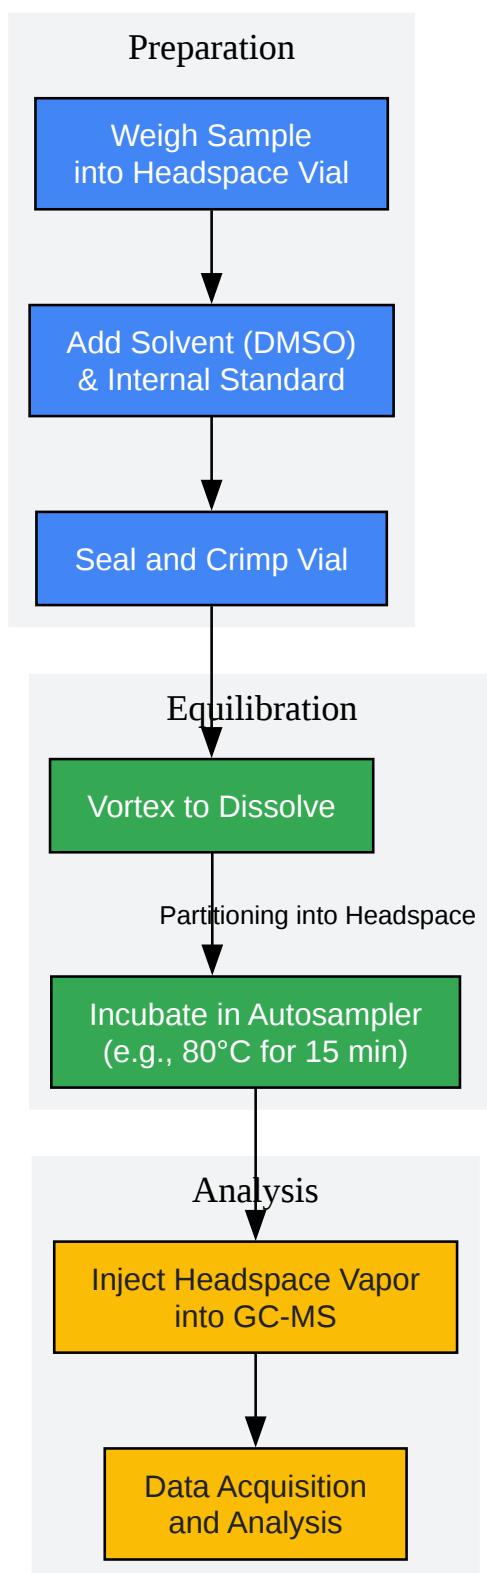 Preparation
Weigh Sample
into Headspace Vial
Add Solvent (DMSO)
& Internal Standard
Seal and Crimp Vial
Equilibration
Vortex to Dissolve
Partitioning into Headspace
Incubate in Autosampler
(e.g., 80°C for 15 min)
Analysis
Inject Headspace Vapor
into GC-MS
Data Acquisition
and Analysis